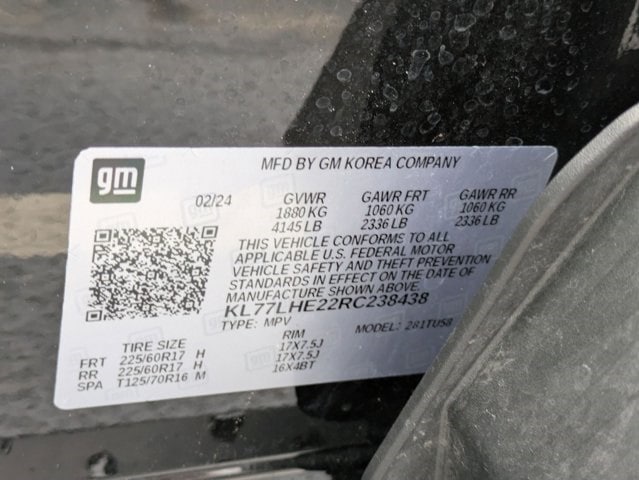 gm
MFD BY GM KOREA COMPANY
02/24 GVWR GAWR FRT GAWR RR
1880 KG 1060 KG 1060 KG
4145 LB 2336 LB 2336 LB
THIS VEHICLE CONFORMS TO ALL
APPLICABLE U.S. FEDERAL MOTOR
VEHICLE SAFETY AND THEFT PREVENTION
STANDARDS IN EFFECT ON THE DATE OF
MANUFACTURE SHOWN ABOVE.
KL77LHE22RC238438
TYPE: MPV MODEL: 281TU58
TIRE SIZE RIM
FRT 225/60R17 H 17X7.5J
RR 225/60R17 H 17X7.5J
SPA T125/70R16 M 16X4BT